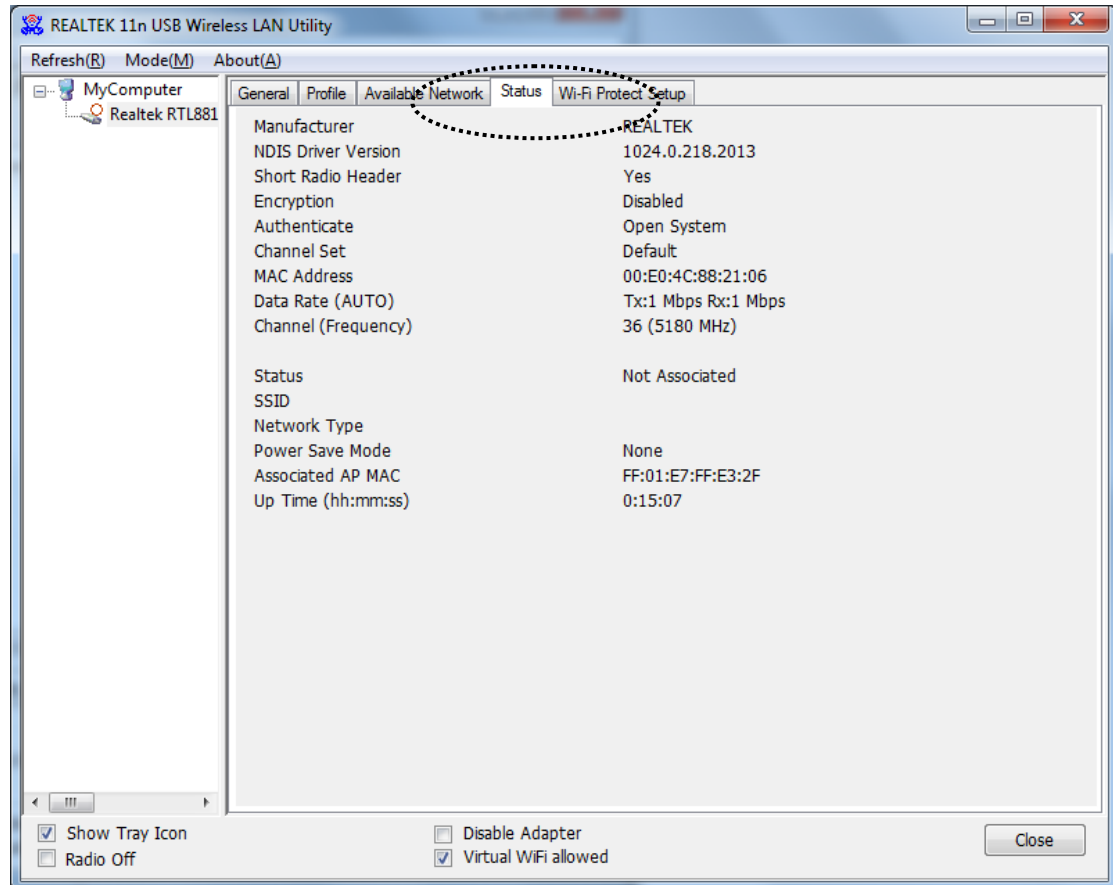 REALTEK 11n USB Wireless LAN Utility
Refresh(R) Mode(M) About(A)
MyComputer
Realtek RTL881
General Profile Available Network Status Wi-Fi Protect Setup
Manufacturer REALTEK
NDIS Driver Version 1024.0.218.2013
Short Radio Header Yes
Encryption Disabled
Authenticate Open System
Channel Set Default
MAC Address 00:E0:4C:88:21:06
Data Rate (AUTO) Tx:1 Mbps Rx:1 Mbps
Channel (Frequency) 36 (5180 MHz)
Status Not Associated
SSID
Network Type
Power Save Mode None
Associated AP MAC FF:01:E7:FF:E3:2F
Up Time (hh:mm:ss) 0:15:07
Show Tray Icon Disable Adapter Close
Radio Off Virtual WiFi allowed